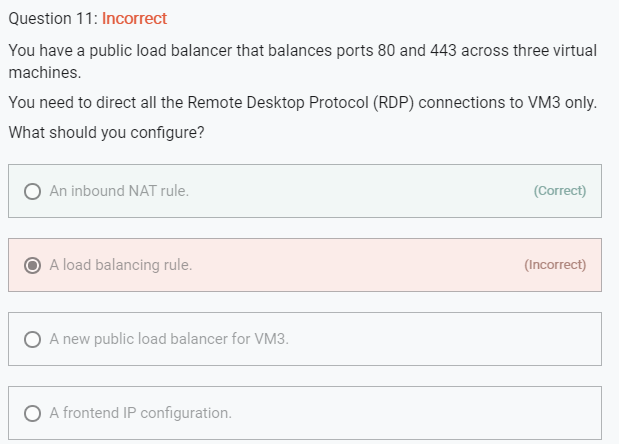 Question 11: Incorrect
You have a public load balancer that balances ports 80 and 443 across three virtual
machines.
You need to direct all the Remote Desktop Protocol (RDP) connections to VM3 only.
What should you configure?
An inbound NAT rule. (Correct)
A load balancing rule. (Incorrect)
A new public load balancer for VM3.
A frontend IP configuration.